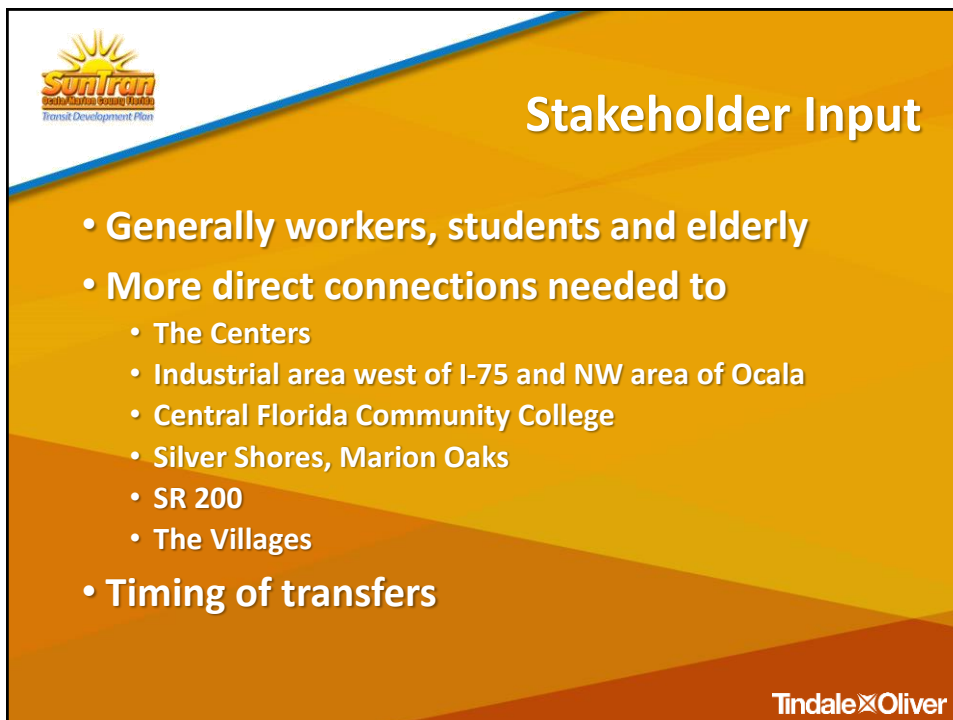 SunTran
Ocala/Marion County Florida
Transit Development Plan
Stakeholder Input
• Generally workers, students and elderly
• More direct connections needed to
• The Centers
• Industrial area west of I-75 and NW area of Ocala
• Central Florida Community College
• Silver Shores, Marion Oaks
• SR 200
• The Villages
• Timing of transfers
Tindale Oliver